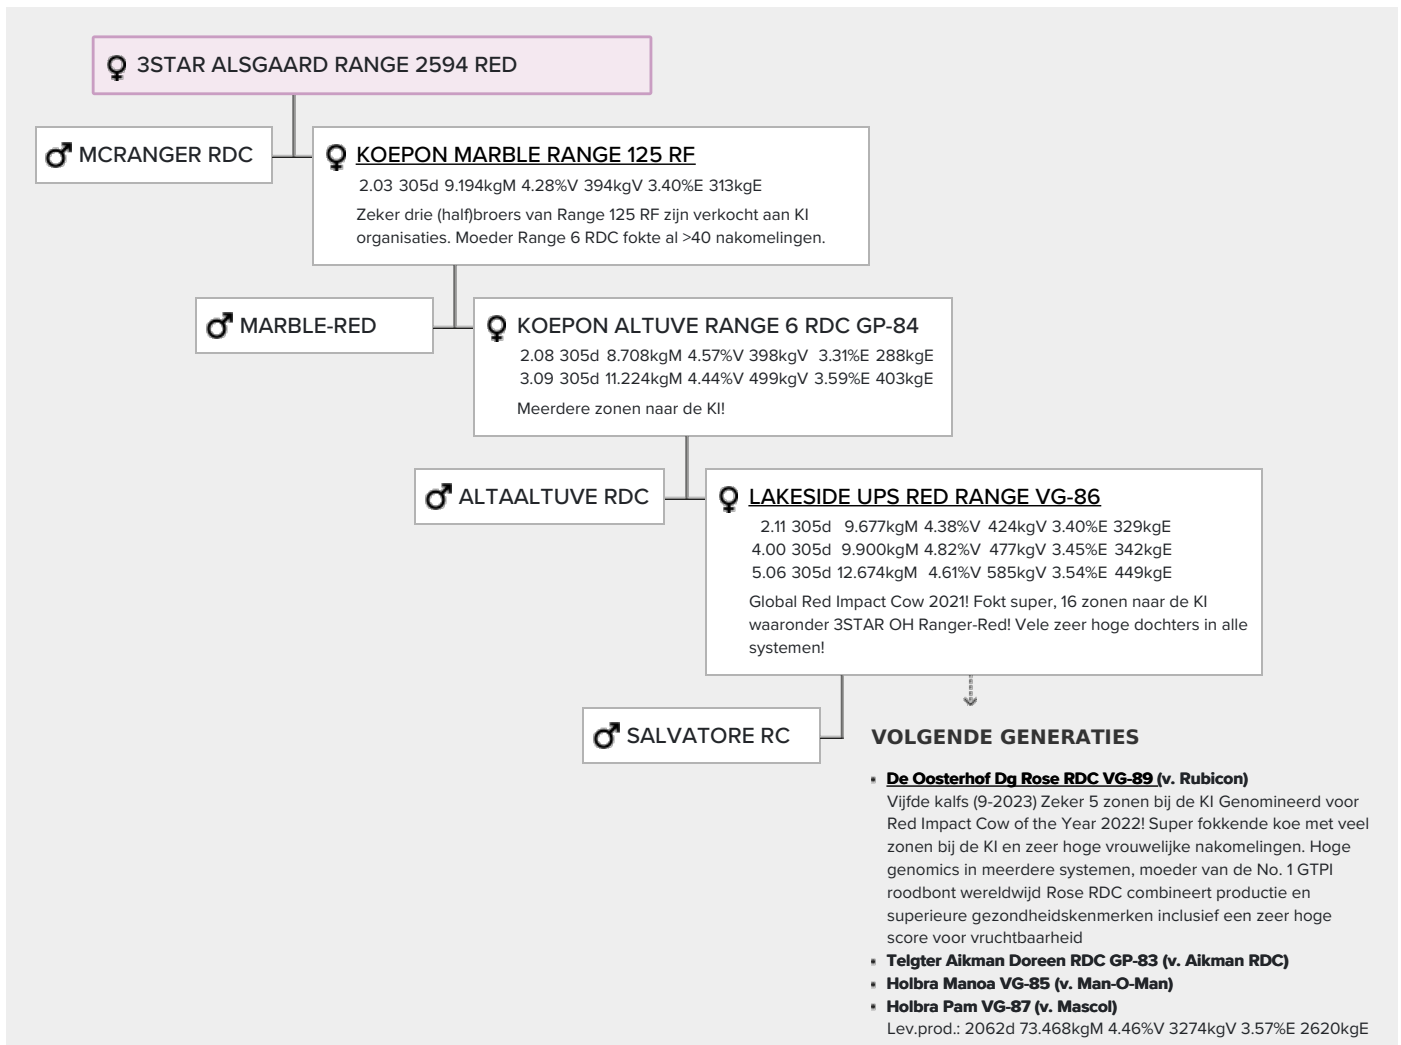 3STAR ALSGAARD RANGE 2594 RED
MCRANGER RDC
KOEPON MARBLE RANGE 125 RF
2.03 305d 9.194kgM 4.28%V 394kgV 3.40%E 313kgE
Zeker drie (half)broers van Range 125 RF zijn verkocht aan KI
organisaties. Moeder Range 6 RDC fokte al >40 nakomelingen.
MARBLE-RED
KOEPON ALTUVE RANGE 6 RDC GP-84
2.08 305d 8.708kgM 4.57%V 398kgV 3.31%E 288kgE
3.09 305d 11.224kgM 4.44%V 499kgV 3.59%E 403kgE
Meerdere zonen naar de KI!
ALTAALTUVE RDC
LAKESIDE UPS RED RANGE VG-86
2.11 305d 9.677kgM 4.38%V 424kgV 3.40%E 329kgE
4.00 305d 9.900kgM 4.82%V 477kgV 3.45%E 342kgE
5.06 305d 12.674kgM 4.61%V 585kgV 3.54%E 449kgE
Global Red Impact Cow 2021! Fokt super, 16 zonen naar de KI
waaronder 3STAR OH Ranger-Red! Vele zeer hoge dochters in alle
systemen!
SALVATORE RC
VOLGENDE GENERATIES
De Oosterhof Dg Rose RDC VG-89 (v. Rubicon)
Vijfde kalfs (9-2023) Zeker 5 zonen bij de KI Genomineerd voor
Red Impact Cow of the Year 2022! Super fokkende koe met veel
zonen bij de KI en zeer hoge vrouwelijke nakomelingen. Hoge
genomics in meerdere systemen, moeder van de No. 1 GTPI
roodbont wereldwijd Rose RDC combineert productie en
superieure gezondheidskenmerken inclusief een zeer hoge
score voor vruchtbaarheid
Telgter Aikman Doreen RDC GP-83 (v. Aikman RDC)
Holbra Manoa VG-85 (v. Man-O-Man)
Holbra Pam VG-87 (v. Mascol)
Lev.prod.: 2062d 73.468kgM 4.46%V 3274kgV 3.57%E 2620kgE